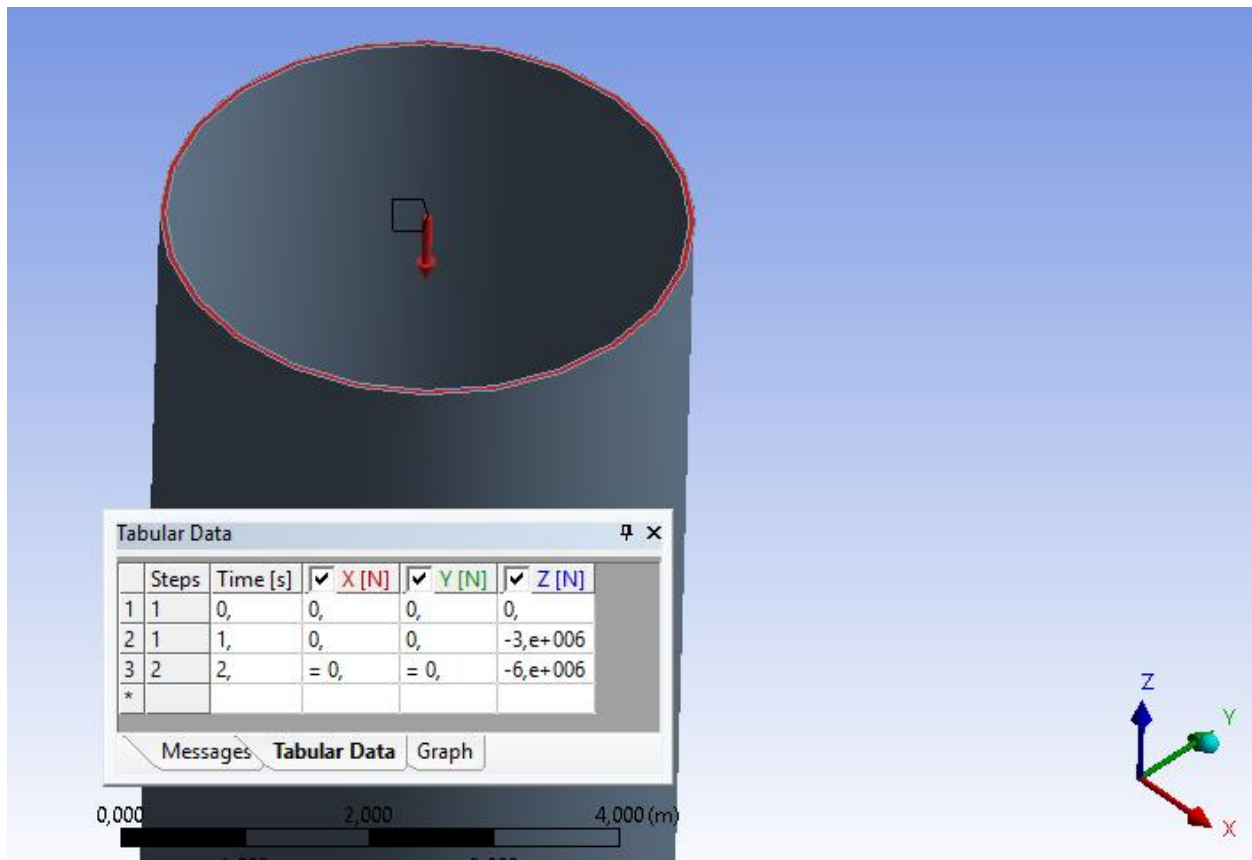 Tabular Data
Steps Time [s] X [N] Y [N] Z [N]
1 1 0, 0, 0, 0,
2 1 1, 0, 0, -3,e+006
3 2 2, = 0, = 0, -6,e+006
*
Messages Tabular Data Graph
0,000 2,000 4,000 (m)
Z
Y
X